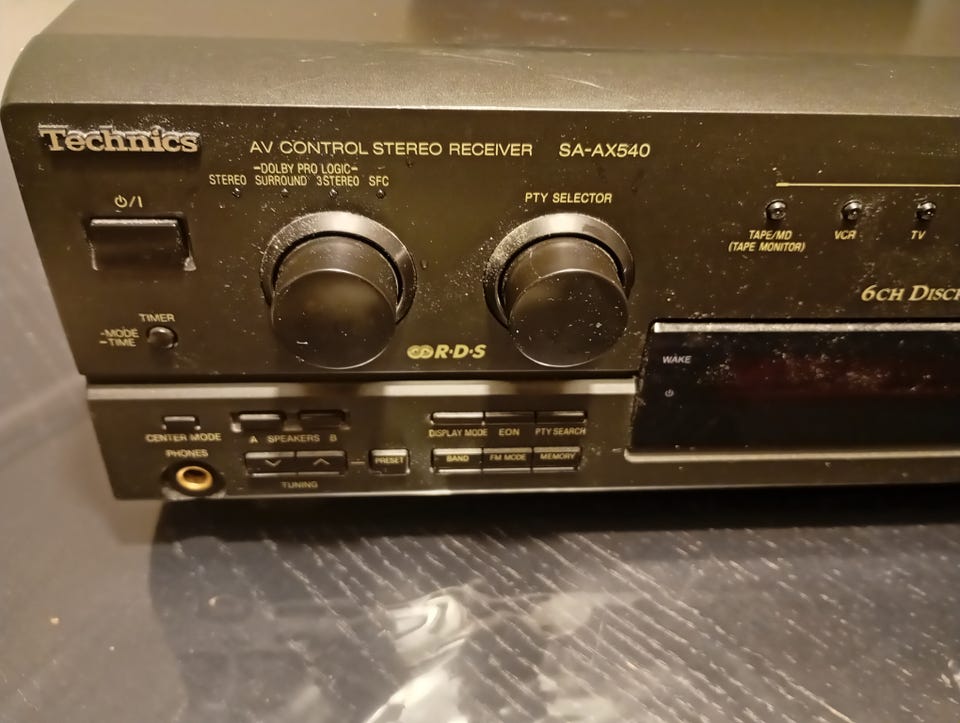 Technics
AV CONTROL STEREO RECEIVER SA-AX540
-DOLBY PRO LOGIC-
STEREO SURROUND 3STEREO SFC
PTY SELECTOR
⏻/I
TAPE/MD
(TAPE MONITOR)
VCR
TV
6CH DISCR
TIMER
-MODE
-TIME
R·D·S
WAKE
⏻
CENTER MODE
A SPEAKERS B
DISPLAY MODE EON PTY SEARCH
PHONES
PRESET
BAND FM MODE MEMORY
TUNING